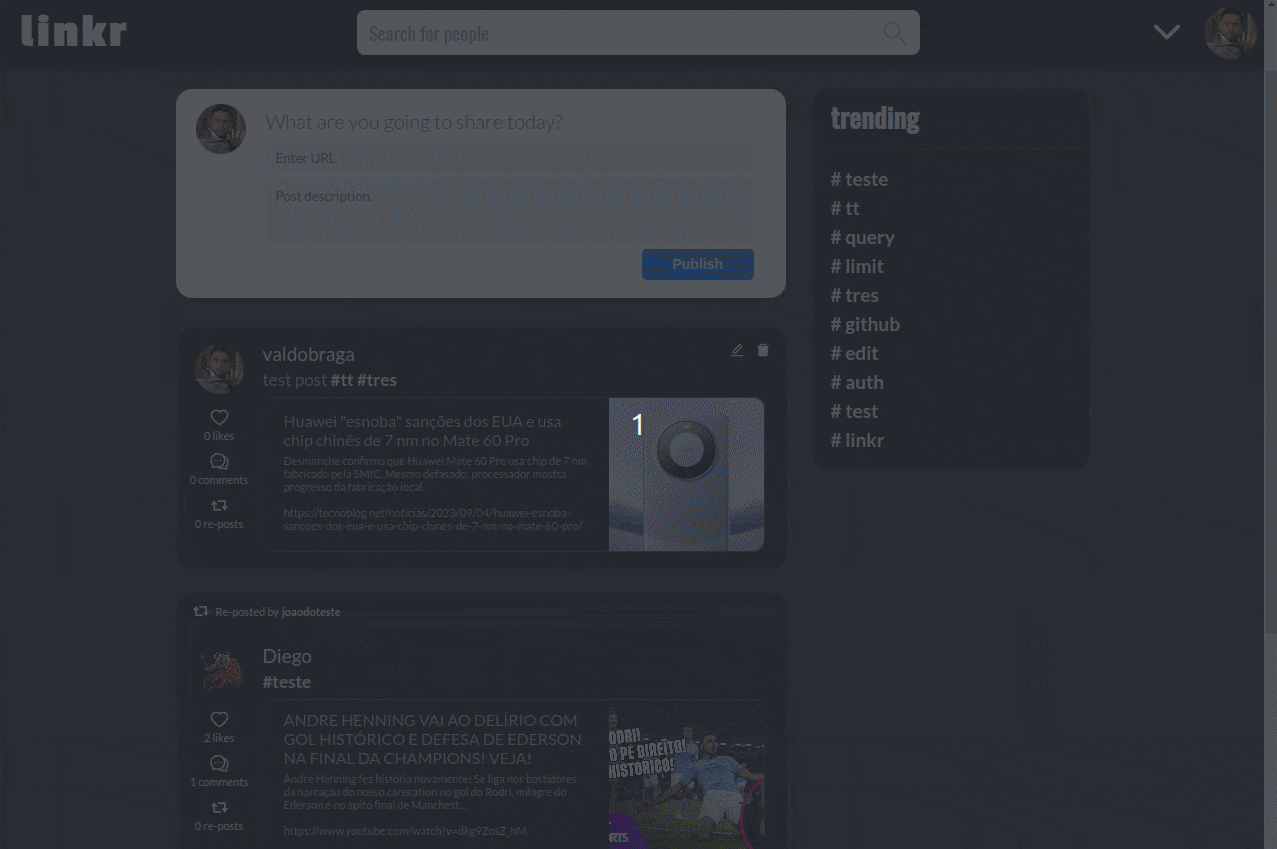 linkr
Search for people
What are you going to share today?
Enter URL
Post description.
Publish
trending
# teste
# tt
# query
# limit
# tres
# github
# edit
# auth
# test
# linkr
valdobraga
test post #tt #tres
0 likes
0 comments
0 re-posts
Huawei "esnoba" sanções dos EUA e usa
chip chinês de 7 nm no Mate 60 Pro
Desmanche confirma que Huawei Mate 60 Pro usa chip de 7 nm
fabricado pela SMIC. Mesmo defasado, processador mostra
progresso da fabricação local.
https://tecnoblog.net/noticias/2023/09/04/huawei-esnoba-
sancoes-dos-eua-e-usa-chip-chines-de-7-nm-no-mate-60-pro/
1
Re-posted by joaodoteste
Diego
#teste
2 likes
1 comments
0 re-posts
ANDRE HENNING VAI AO DELÍRIO COM
GOL HISTÓRICO E DEFESA DE EDERSON
NA FINAL DA CHAMPIONS! VEJA!
Andre Henning fez história novamente! Se liga nos bastidores
da narração do nosso carecation no gol do Rodri, milagre do
Ederson e no apito final de Manchest...
https://www.youtube.com/watch?v=dkg9ZosZ_hM
ODRI!
O PÉ DIREITO!
HISTÓRICO!
RTS